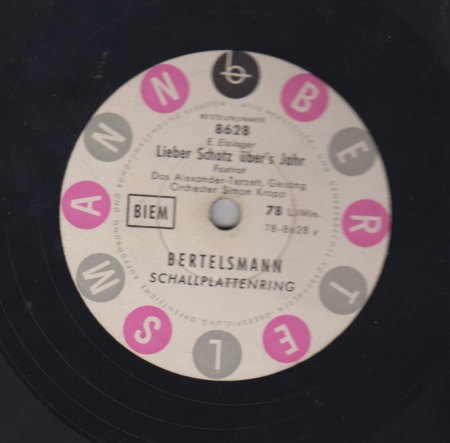 BERTELSMANN
b
BESTELLNUMMER
8628
E. Elsinger
Lieber Schatz über's Jahr
Foxtrot
Das Alexander-Terzett, Gesang
Orchester Simon Krapp
BIEM
78 U./Min.
78-8628 y
BERTELSMANN
SCHALLPLATTENRING